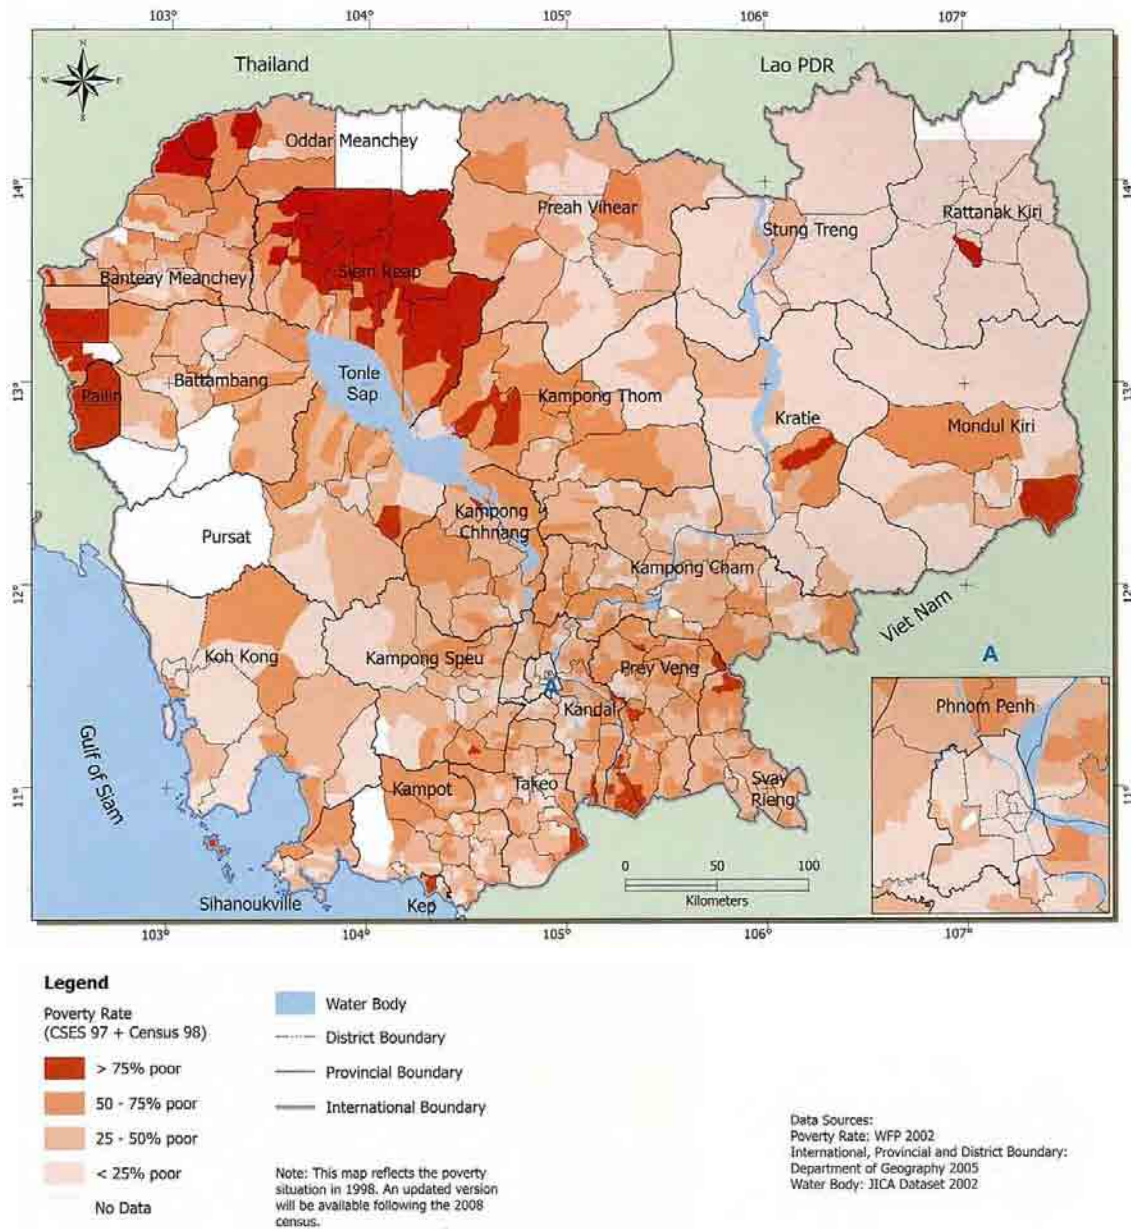 103° 104° 105° 106° 107°
N
W E
S
Thailand
Lao PDR
Oddar Meanchey
14° 14°
Preah Vihear
Rattanak Kiri
Stung Treng
Banteay Meanchey
Siem Reap
Tonle
Sap
13° 13°
Pailin
Battambang
Kampong Thom
Kratie
Mondul Kiri
Pursat
Kampong
Chhnang
Kampong Cham
12° 12°
Viet Nam
Koh Kong
Kampong Speu
Prey Veng
A
A
Kandal
Phnom Penh
Gulf of Siam
11° 11°
Kampot
Takeo
Svay
Rieng
0 50 100
Kilometers
Sihanoukville
Kep
103° 104° 105° 106° 107°
Legend
Poverty Rate
(CSES 97 + Census 98)
> 75% poor
50 - 75% poor
25 - 50% poor
< 25% poor
No Data
Water Body
District Boundary
Provincial Boundary
International Boundary
Note: This map reflects the poverty
situation in 1998. An updated version
will be available following the 2008
census.
Data Sources:
Poverty Rate: WFP 2002
International, Provincial and District Boundary:
Department of Geography 2005
Water Body: JICA Dataset 2002